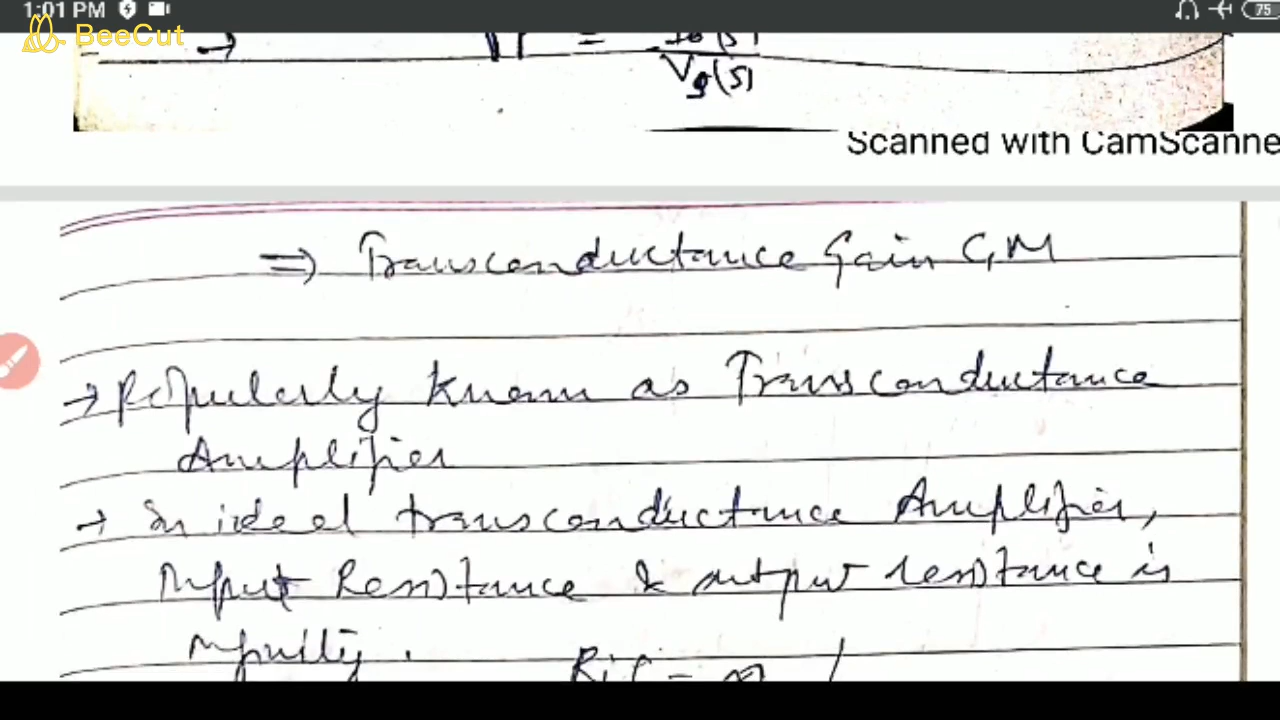 1:01 PM
75
BeeCut
→ =
Vg(s)
Scanned with CamScanne
⇒ Transconductance Gain GM
→ Popularly Known as Transconductance
Amplifier
→ In ideal transconductance Amplifier,
Input Resistance & output resistance is
infinity.